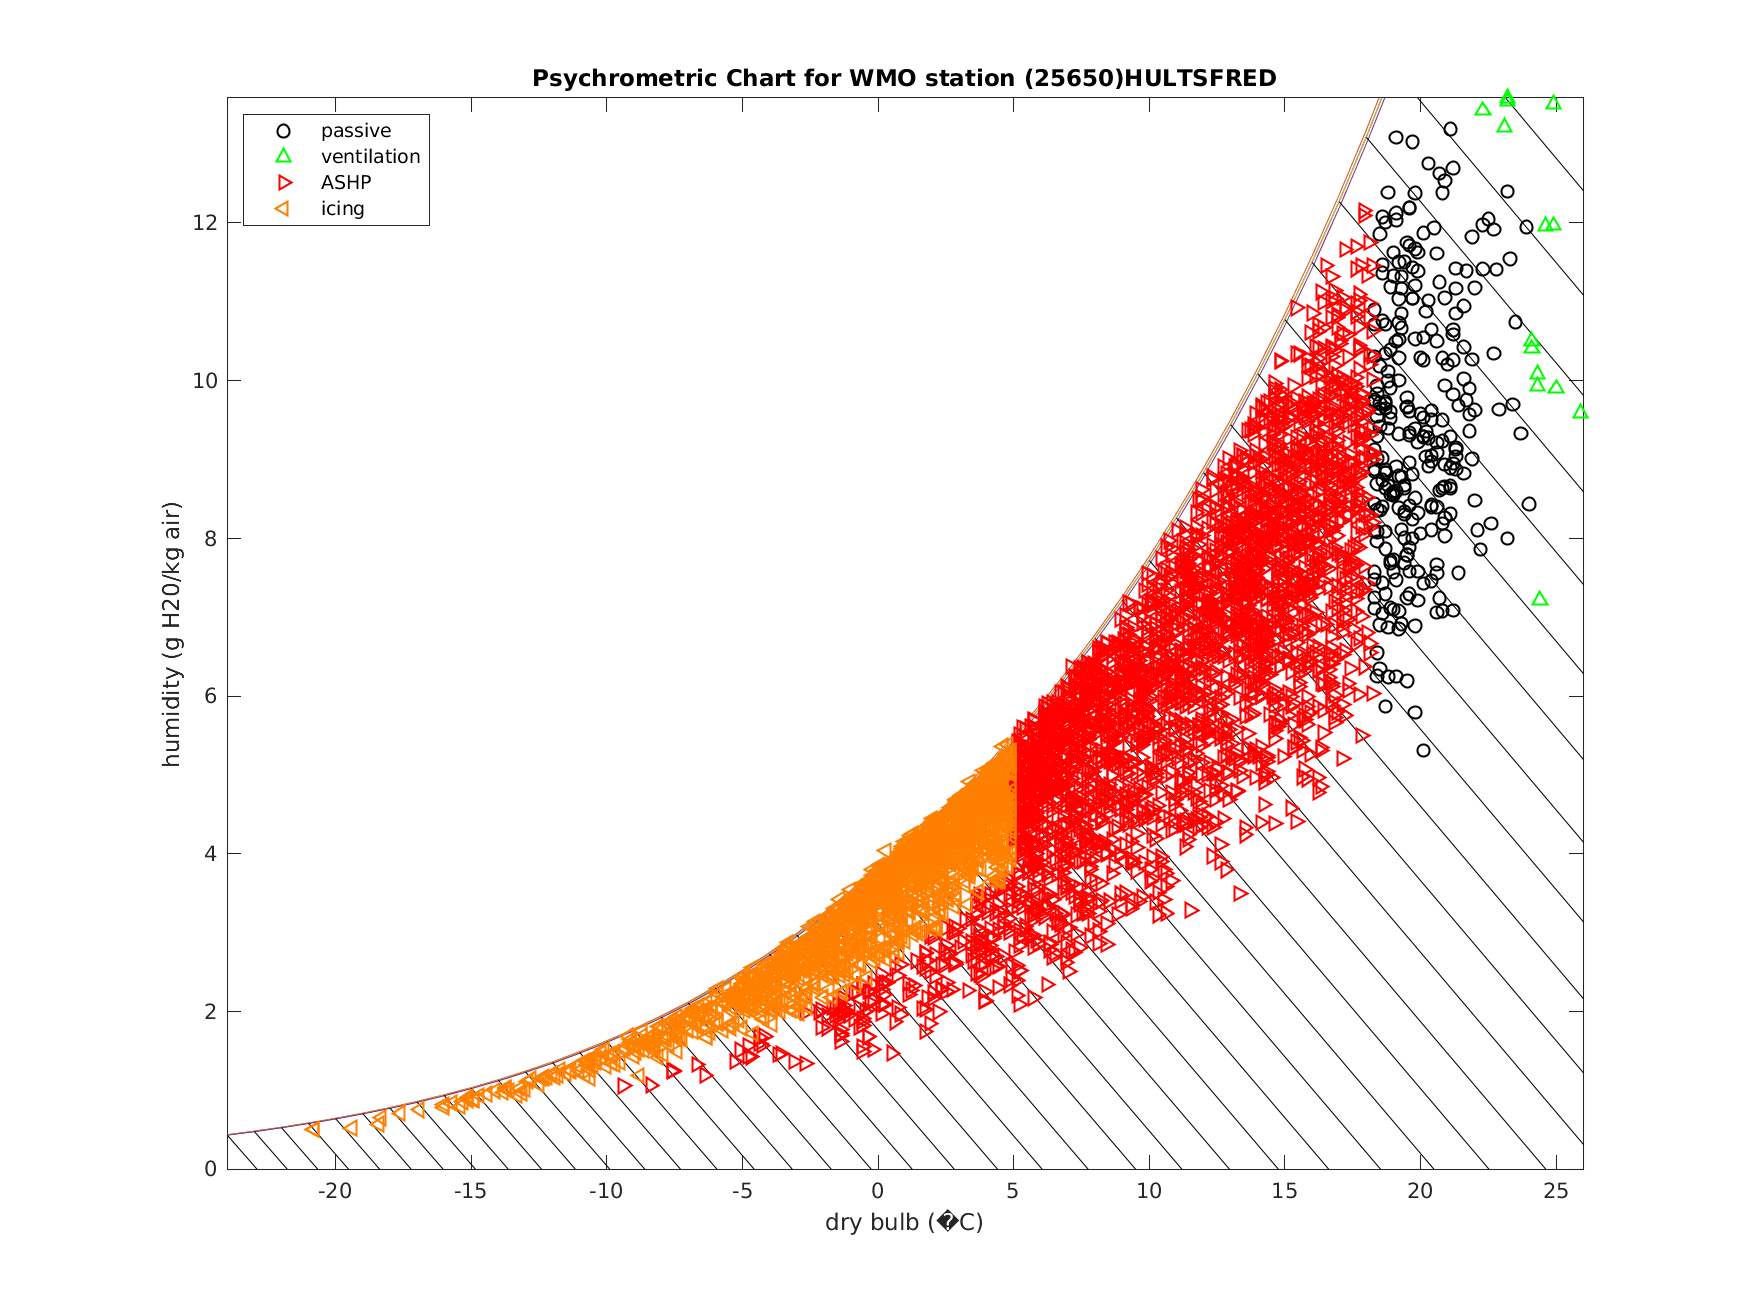 Psychrometric Chart for WMO station (25650)HULTSFRED
passive
ventilation
ASHP
icing
humidity (g H20/kg air)
12
10
8
6
4
2
0
-20 -15 -10 -5 0 5 10 15 20 25
dry bulb (�C)